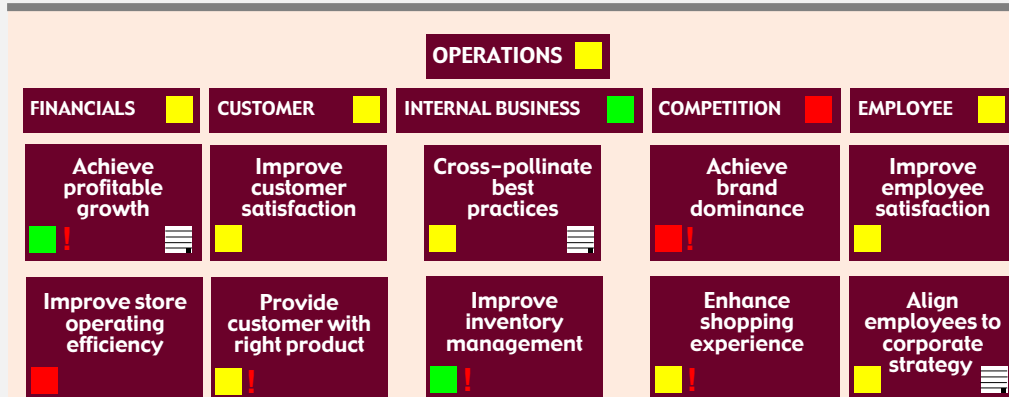 OPERATIONS
FINANCIALS
CUSTOMER
INTERNAL BUSINESS
COMPETITION
EMPLOYEE
Achieve
profitable
growth
!
Improve
customer
satisfaction
Cross-pollinate
best
practices
Achieve
brand
dominance
!
Improve
employee
satisfaction
Improve store
operating
efficiency
Provide
customer with
right product
!
Improve
inventory
management
!
Enhance
shopping
experience
!
Align
employees to
corporate
strategy